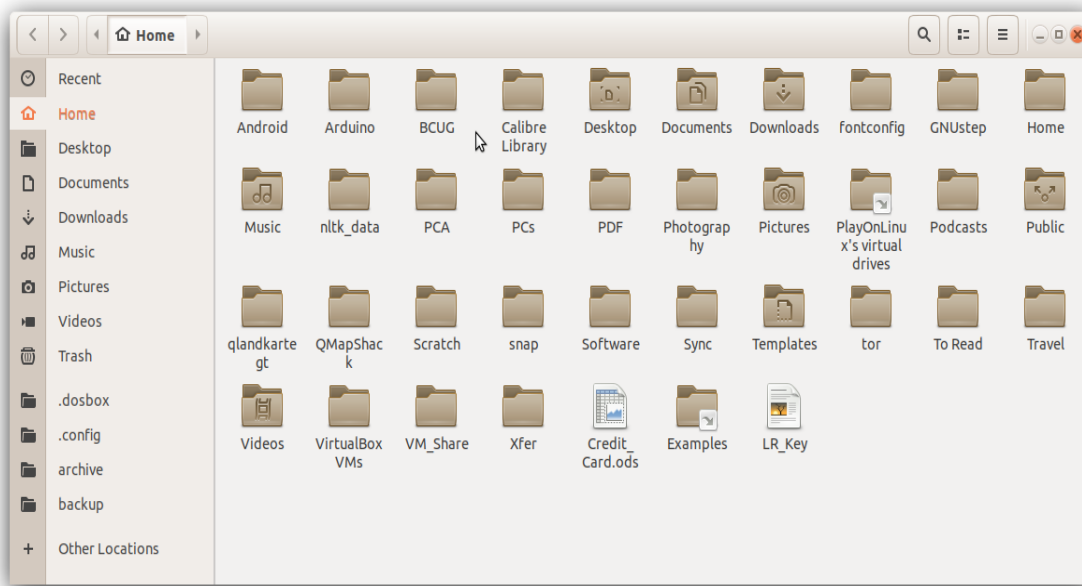 Home
Recent
Home
Desktop
Documents
Downloads
Music
Pictures
Videos
Trash
.dosbox
.config
archive
backup
Other Locations
Android
Arduino
BCUG
Calibre
Library
Desktop
Documents
Downloads
fontconfig
GNUstep
Home
Music
nltk_data
PCA
PCs
PDF
Photograp
hy
Pictures
PlayOnLinu
x's virtual
drives
Podcasts
Public
qlandkarte
gt
QMapShac
k
Scratch
snap
Software
Sync
Templates
tor
To Read
Travel
Videos
VirtualBox
VMs
VM_Share
Xfer
Credit_
Card.ods
Examples
LR_Key